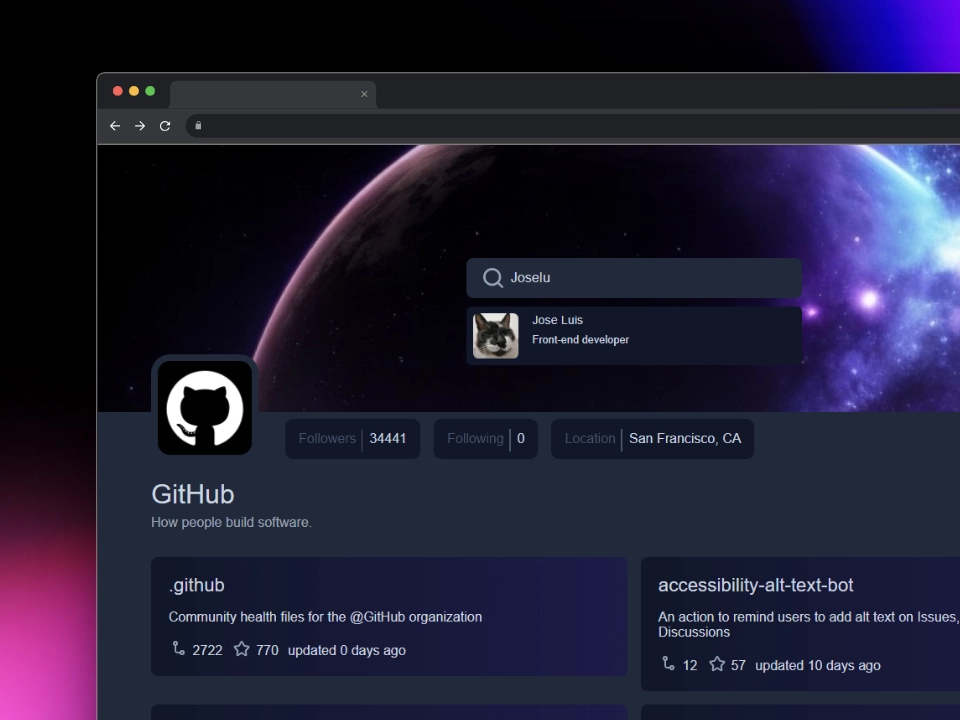 Joselu
Jose Luis
Front-end developer
Followers 34441
Following 0
Location San Francisco, CA
GitHub
How people build software.
.github
Community health files for the @GitHub organization
2722 770 updated 0 days ago
accessibility-alt-text-bot
An action to remind users to add alt text on Issues,
Discussions
12 57 updated 10 days ago